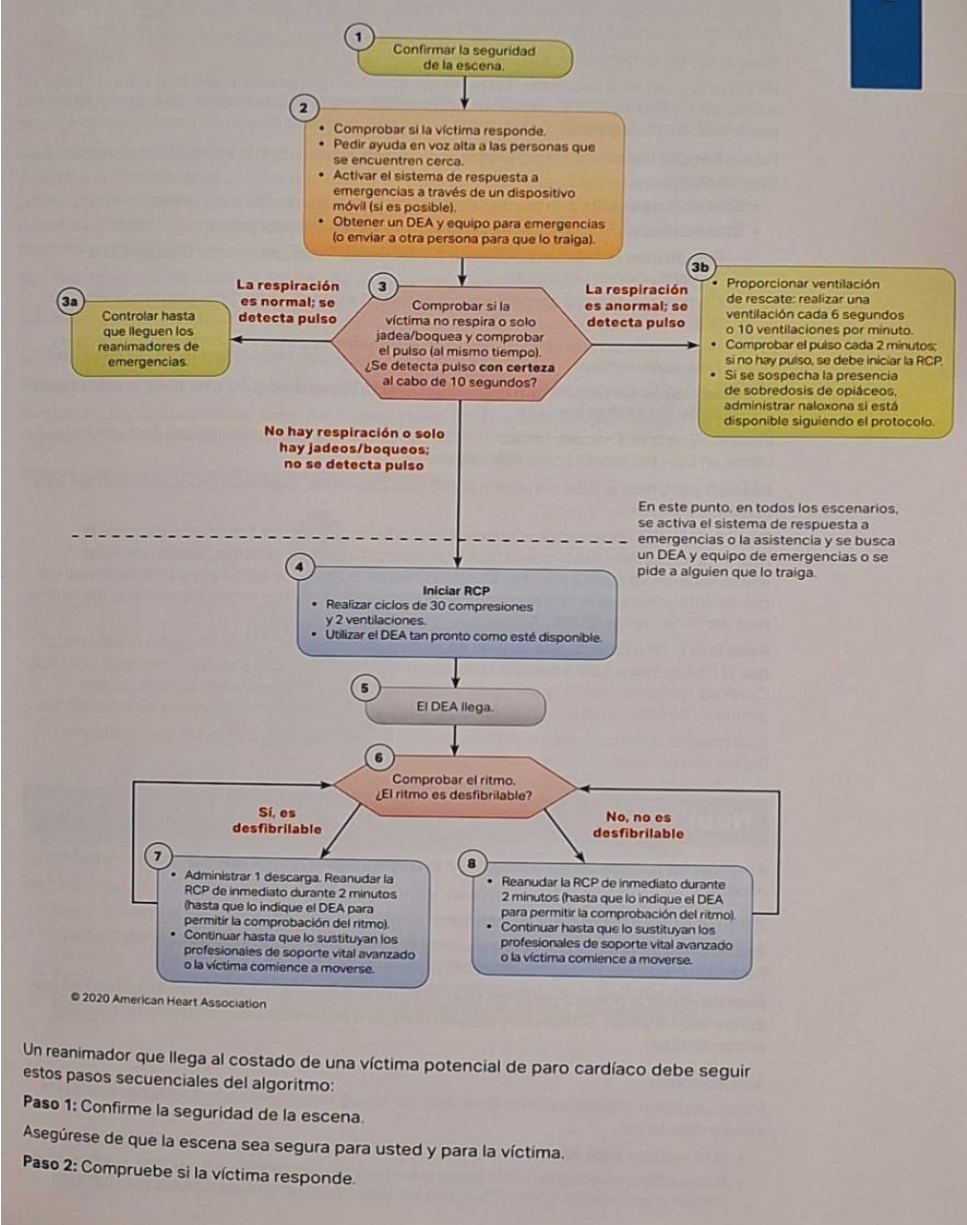 1
Confirmar la seguridad
de la escena.
2
• Comprobar si la víctima responde.
• Pedir ayuda en voz alta a las personas que
se encuentren cerca.
• Activar el sistema de respuesta a
emergencias a través de un dispositivo
móvil (si es posible).
• Obtener un DEA y equipo para emergencias
(o enviar a otra persona para que lo traiga).
3a
Controlar hasta
que lleguen los
reanimadores de
emergencias.
La respiración
es normal; se
detecta pulso
3
Comprobar si la
víctima no respira o solo
jadea/boquea y comprobar
el pulso (al mismo tiempo).
¿Se detecta pulso con certeza
al cabo de 10 segundos?
La respiración
es anormal; se
detecta pulso
3b
• Proporcionar ventilación
de rescate: realizar una
ventilación cada 6 segundos
o 10 ventilaciones por minuto.
• Comprobar el pulso cada 2 minutos;
si no hay pulso, se debe iniciar la RCP.
• Si se sospecha la presencia
de sobredosis de opiáceos,
administrar naloxona si está
disponible siguiendo el protocolo.
No hay respiración o solo
hay jadeos/boqueos;
no se detecta pulso
En este punto, en todos los escenarios,
se activa el sistema de respuesta a
emergencias o la asistencia y se busca
un DEA y equipo de emergencias o se
pide a alguien que lo traiga.
4
Iniciar RCP
• Realizar ciclos de 30 compresiones
y 2 ventilaciones.
• Utilizar el DEA tan pronto como esté disponible.
5
El DEA llega.
6
Comprobar el ritmo.
¿El ritmo es desfibrilable?
Sí, es
desfibrilable
No, no es
desfibrilable
7
• Administrar 1 descarga. Reanudar la
RCP de inmediato durante 2 minutos
(hasta que lo indique el DEA para
permitir la comprobación del ritmo).
• Continuar hasta que lo sustituyan los
profesionales de soporte vital avanzado
o la víctima comience a moverse.
8
• Reanudar la RCP de inmediato durante
2 minutos (hasta que lo indique el DEA
para permitir la comprobación del ritmo).
• Continuar hasta que lo sustituyan los
profesionales de soporte vital avanzado
o la víctima comience a moverse.
© 2020 American Heart Association
Un reanimador que llega al costado de una víctima potencial de paro cardíaco debe seguir
estos pasos secuenciales del algoritmo:
Paso 1: Confirme la seguridad de la escena.
Asegúrese de que la escena sea segura para usted y para la víctima.
Paso 2: Compruebe si la víctima responde.